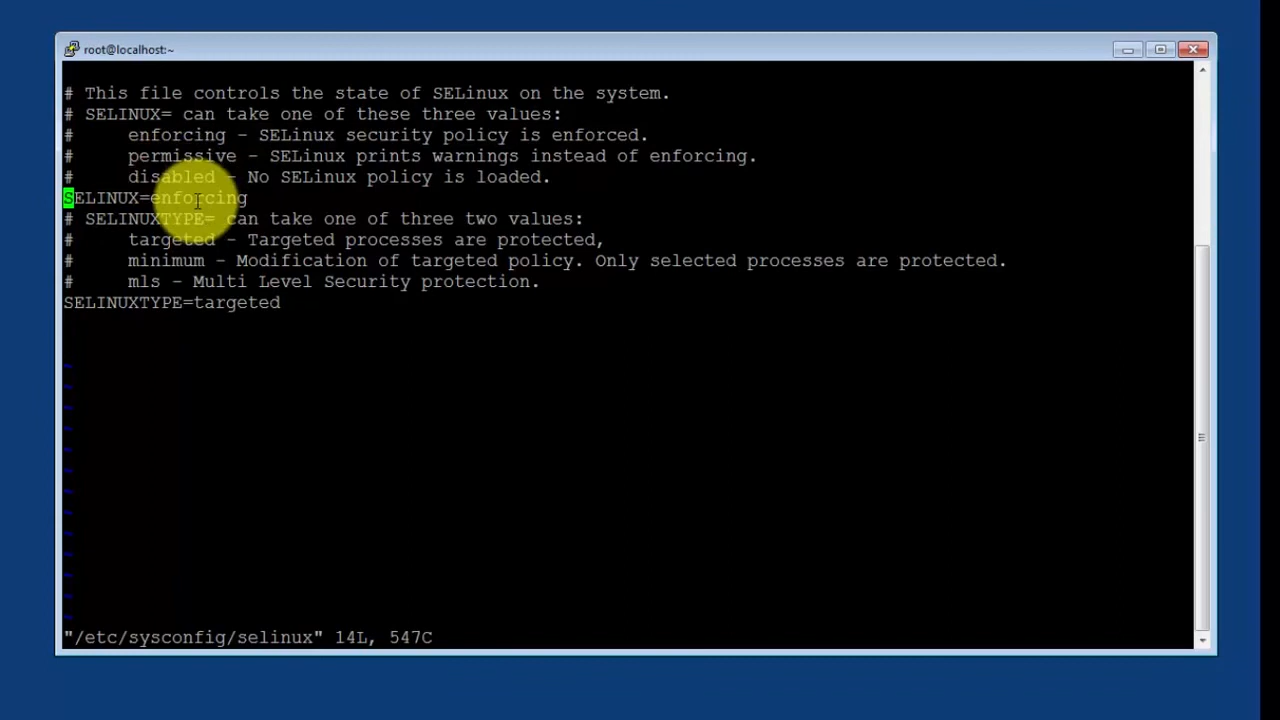 root@localhost:~
# This file controls the state of SELinux on the system.
# SELINUX= can take one of these three values:
#     enforcing - SELinux security policy is enforced.
#     permissive - SELinux prints warnings instead of enforcing.
#     disabled - No SELinux policy is loaded.
SELINUX=enforcing
# SELINUXTYPE= can take one of three two values:
#     targeted - Targeted processes are protected,
#     minimum - Modification of targeted policy. Only selected processes are protected.
#     mls - Multi Level Security protection.
SELINUXTYPE=targeted
~
~
~
~
~
~
~
~
~
~
~
~
~
"/etc/sysconfig/selinux" 14L, 547C